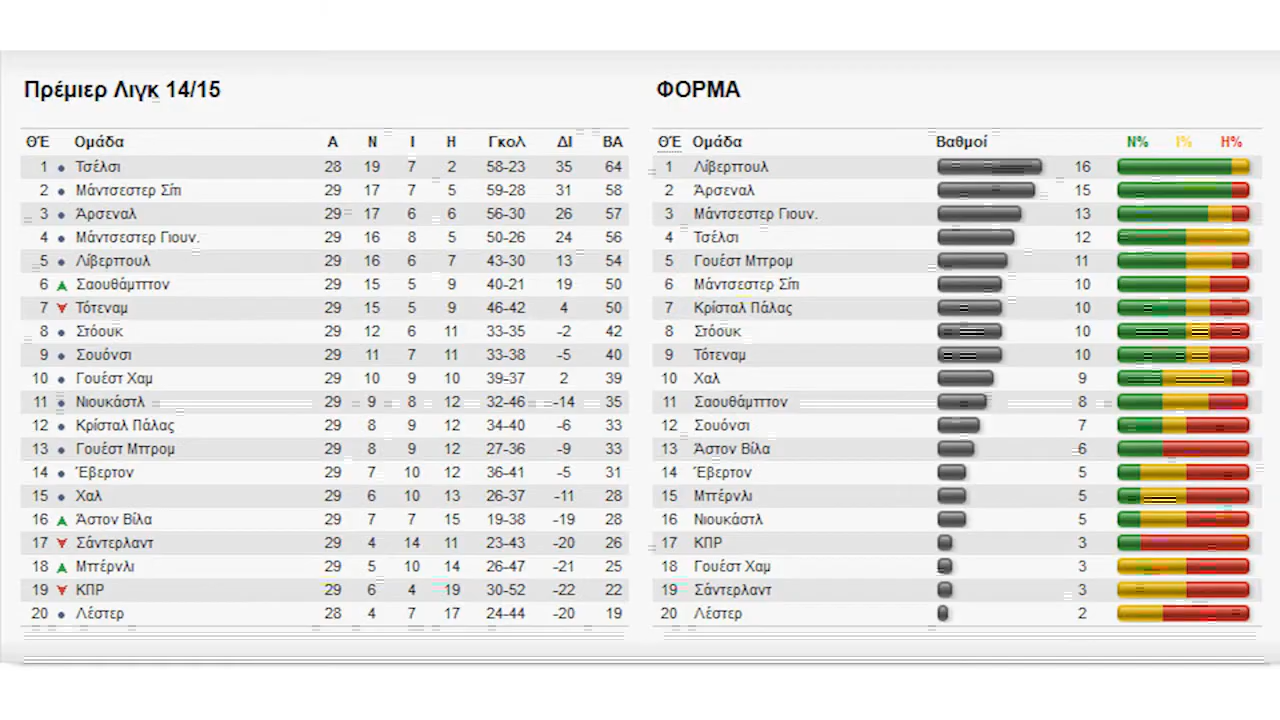 Πρέμιερ Λιγκ 14/15
Θ'Έ Ομάδα Α Ν Ι Η Γκολ ΔΙ ΒΑ
1 Τσέλσι 28 19 7 2 58-23 35 64
2 Μάντσεστερ Σίτι 29 17 7 5 59-28 31 58
3 Άρσεναλ 29 17 6 6 56-30 26 57
4 Μάντσεστερ Γιουν. 29 16 8 5 50-26 24 56
5 Λίβερπουλ 29 16 6 7 43-30 13 54
6 Σαουθάμπτον 29 15 5 9 40-21 19 50
7 Τότεναμ 29 15 5 9 46-42 4 50
8 Στόουκ 29 12 6 11 33-35 -2 42
9 Σουόνσι 29 11 7 11 33-38 -5 40
10 Γουέστ Χαμ 29 10 9 10 39-37 2 39
11 Νιουκάστλ 29 9 8 12 32-46 -14 35
12 Κρίσταλ Πάλας 29 8 9 12 34-40 -6 33
13 Γουέστ Μπρομ 29 8 9 12 27-36 -9 33
14 Έβερτον 29 7 10 12 36-41 -5 31
15 Χαλ 29 6 10 13 26-37 -11 28
16 Άστον Βίλα 29 7 7 15 19-38 -19 28
17 Σάντερλαντ 29 4 14 11 23-43 -20 26
18 Μπέρνλι 29 5 10 14 26-47 -21 25
19 ΚΠΡ 29 6 4 19 30-52 -22 22
20 Λέστερ 28 4 7 17 24-44 -20 19
ΦΟΡΜΑ
Θ'Έ Ομάδα Βαθμοί Ν% Ι% Η%
1 Λίβερπουλ 16
2 Άρσεναλ 15
3 Μάντσεστερ Γιουν. 13
4 Τσέλσι 12
5 Γουέστ Μπρομ 11
6 Μάντσεστερ Σίτι 10
7 Κρίσταλ Πάλας 10
8 Στόουκ 10
9 Τότεναμ 10
10 Χαλ 9
11 Σαουθάμπτον 8
12 Σουόνσι 7
13 Άστον Βίλα 6
14 Έβερτον 5
15 Μπέρνλι 5
16 Νιουκάστλ 5
17 ΚΠΡ 3
18 Γουέστ Χαμ 3
19 Σάντερλαντ 3
20 Λέστερ 2